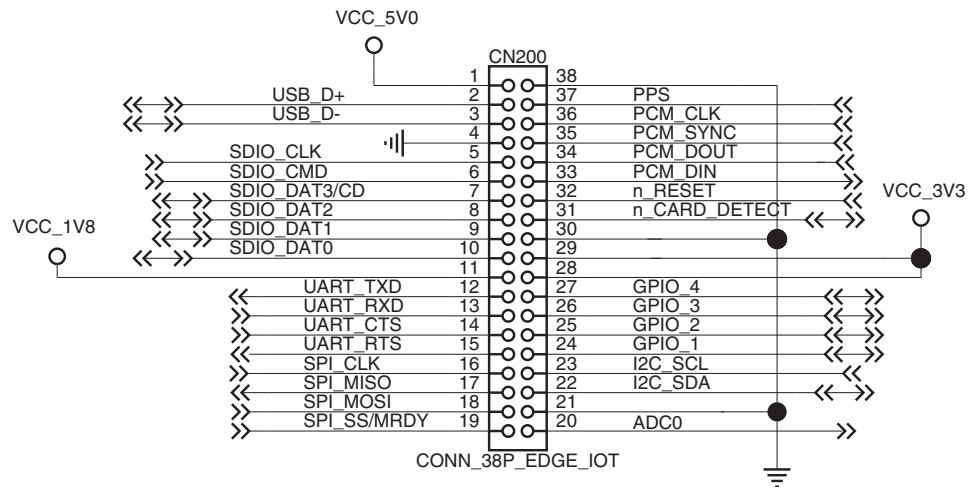 VCC_5V0
CN200
1 38
USB_D+ 2 37 PPS
USB_D- 3 36 PCM_CLK
4 35 PCM_SYNC
SDIO_CLK 5 34 PCM_DOUT
SDIO_CMD 6 33 PCM_DIN
SDIO_DAT3/CD 7 32 n_RESET
VCC_3V3
SDIO_DAT2 8 31 n_CARD_DETECT
VCC_1V8
SDIO_DAT1 9 30
SDIO_DAT0 10 29
11 28
UART_TXD 12 27 GPIO_4
UART_RXD 13 26 GPIO_3
UART_CTS 14 25 GPIO_2
UART_RTS 15 24 GPIO_1
SPI_CLK 16 23 I2C_SCL
SPI_MISO 17 22 I2C_SDA
SPI_MOSI 18 21
SPI_SS/MRDY 19 20 ADC0
CONN_38P_EDGE_IOT